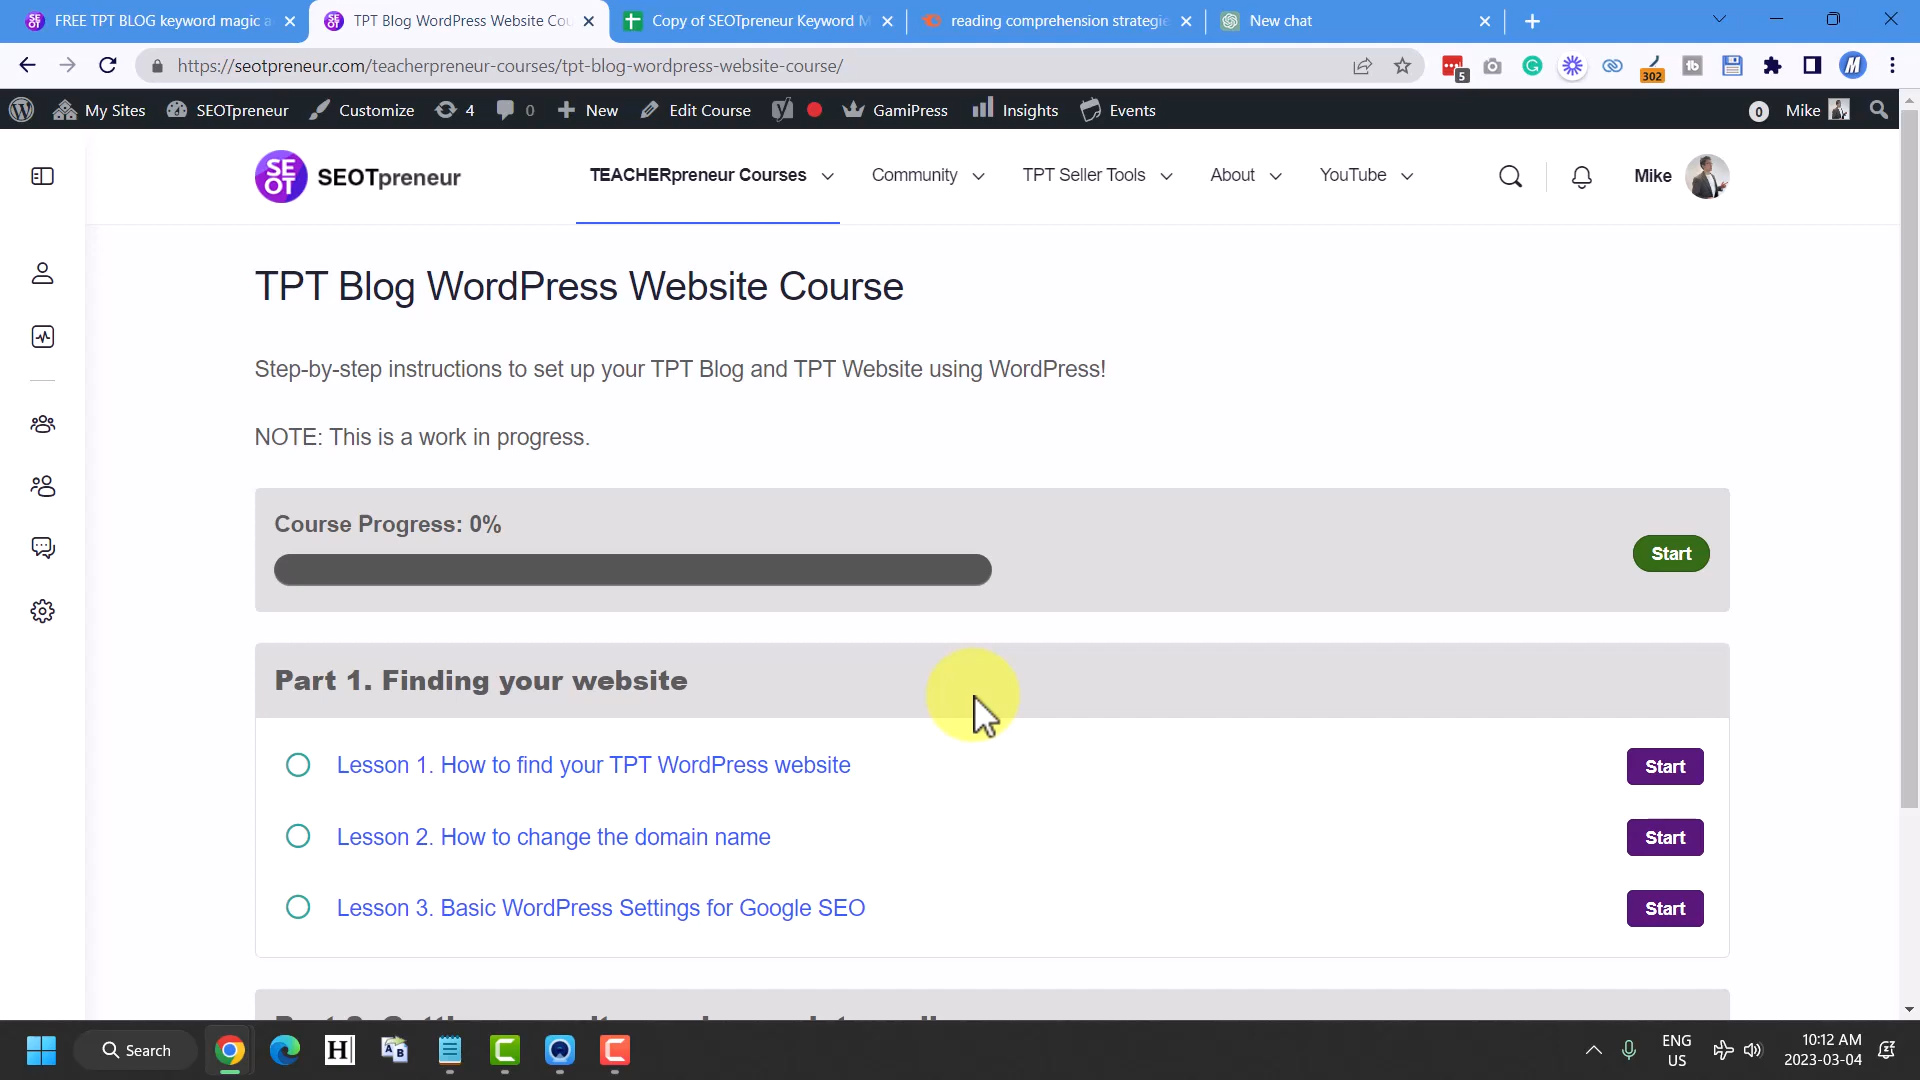 FREE TPT BLOG keyword magic a
TPT Blog WordPress Website Cou
Copy of SEOTpreneur Keyword M
reading comprehension strategie
New chat
https://seotpreneur.com/teacherpreneur-courses/tpt-blog-wordpress-website-course/
5
302
tb
M
My Sites
SEOTpreneur
Customize
4
0
New
Edit Course
GamiPress
Insights
Events
0
Mike
SE
OT
SEOTpreneur
TEACHERpreneur Courses
Community
TPT Seller Tools
About
YouTube
Mike
TPT Blog WordPress Website Course
Step-by-step instructions to set up your TPT Blog and TPT Website using WordPress!
NOTE: This is a work in progress.
Course Progress: 0%
Start
Part 1. Finding your website
Lesson 1. How to find your TPT WordPress website
Start
Lesson 2. How to change the domain name
Start
Lesson 3. Basic WordPress Settings for Google SEO
Start
Search
H
ENG
US
10:12 AM
2023-03-04